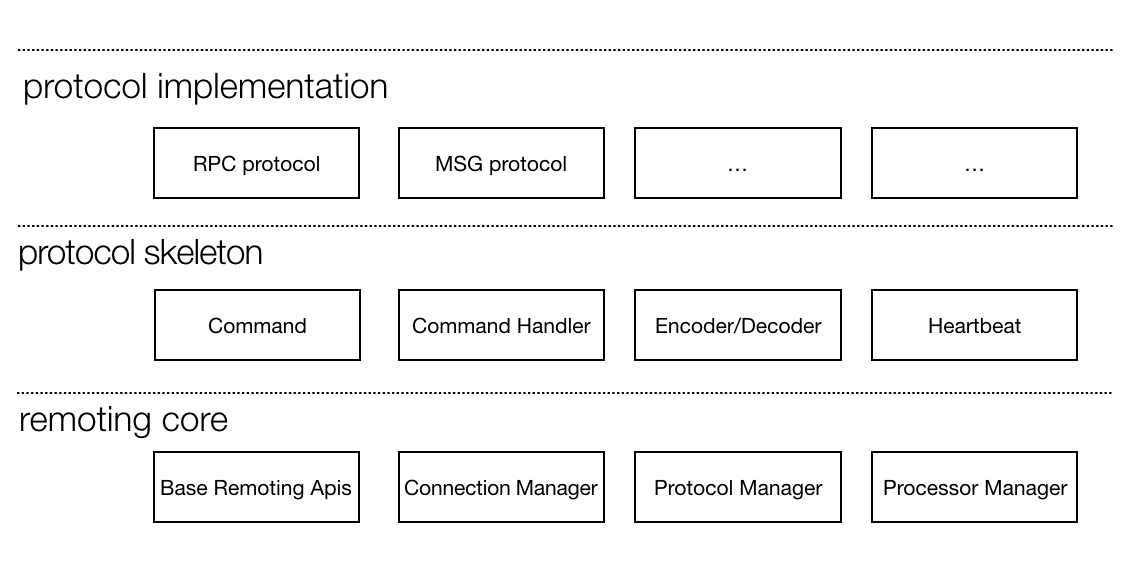 protocol implementation
RPC protocol
MSG protocol
...
...
protocol skeleton
Command
Command Handler
Encoder/Decoder
Heartbeat
remoting core
Base Remoting Apis
Connection Manager
Protocol Manager
Processor Manager